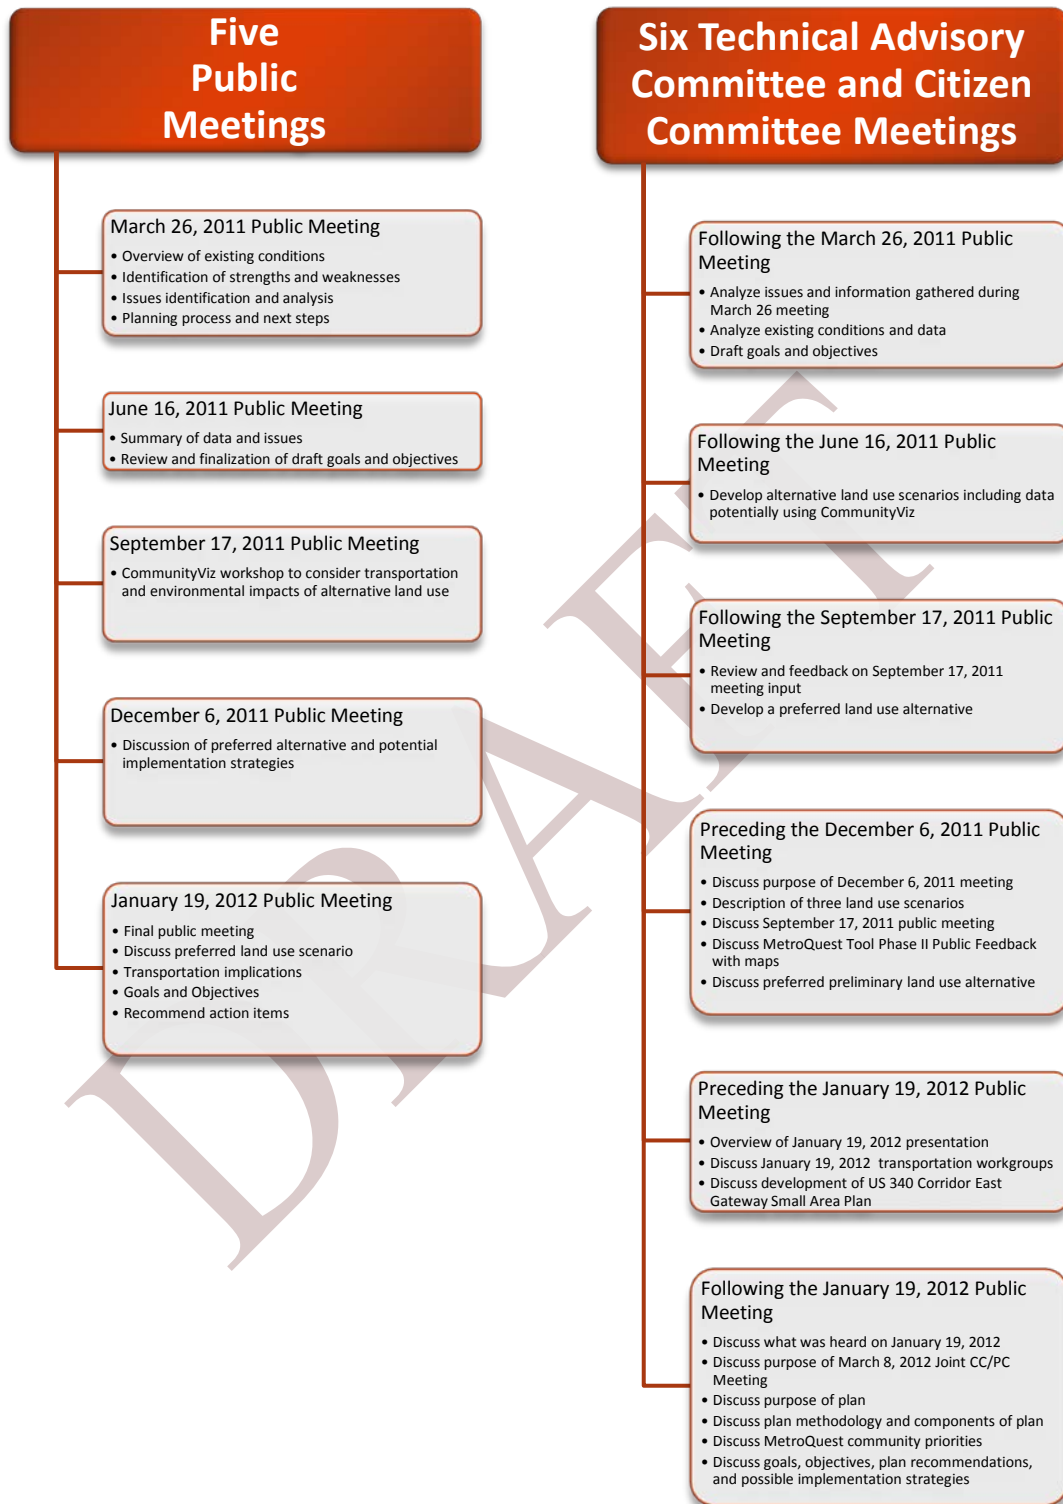 Five
Public
Meetings
March 26, 2011 Public Meeting
• Overview of existing conditions
• Identification of strengths and weaknesses
• Issues identification and analysis
• Planning process and next steps
June 16, 2011 Public Meeting
• Summary of data and issues
• Review and finalization of draft goals and objectives
September 17, 2011 Public Meeting
• CommunityViz workshop to consider transportation
and environmental impacts of alternative land use
December 6, 2011 Public Meeting
• Discussion of preferred alternative and potential
implementation strategies
January 19, 2012 Public Meeting
• Final public meeting
• Discuss preferred land use scenario
• Transportation implications
• Goals and Objectives
• Recommend action items
Six Technical Advisory
Committee and Citizen
Committee Meetings
Following the March 26, 2011 Public
Meeting
• Analyze issues and information gathered during
March 26 meeting
• Analyze existing conditions and data
• Draft goals and objectives
Following the June 16, 2011 Public
Meeting
• Develop alternative land use scenarios including data
potentially using CommunityViz
Following the September 17, 2011 Public
Meeting
• Review and feedback on September 17, 2011
meeting input
• Develop a preferred land use alternative
Preceding the December 6, 2011 Public
Meeting
• Discuss purpose of December 6, 2011 meeting
• Description of three land use scenarios
• Discuss September 17, 2011 public meeting
• Discuss MetroQuest Tool Phase II Public Feedback
with maps
• Discuss preferred preliminary land use alternative
Preceding the January 19, 2012 Public
Meeting
• Overview of January 19, 2012 presentation
• Discuss January 19, 2012 transportation workgroups
• Discuss development of US 340 Corridor East
Gateway Small Area Plan
Following the January 19, 2012 Public
Meeting
• Discuss what was heard on January 19, 2012
• Discuss purpose of March 8, 2012 Joint CC/PC
Meeting
• Discuss purpose of plan
• Discuss plan methodology and components of plan
• Discuss MetroQuest community priorities
• Discuss goals, objectives, plan recommendations,
and possible implementation strategies
DRAFT